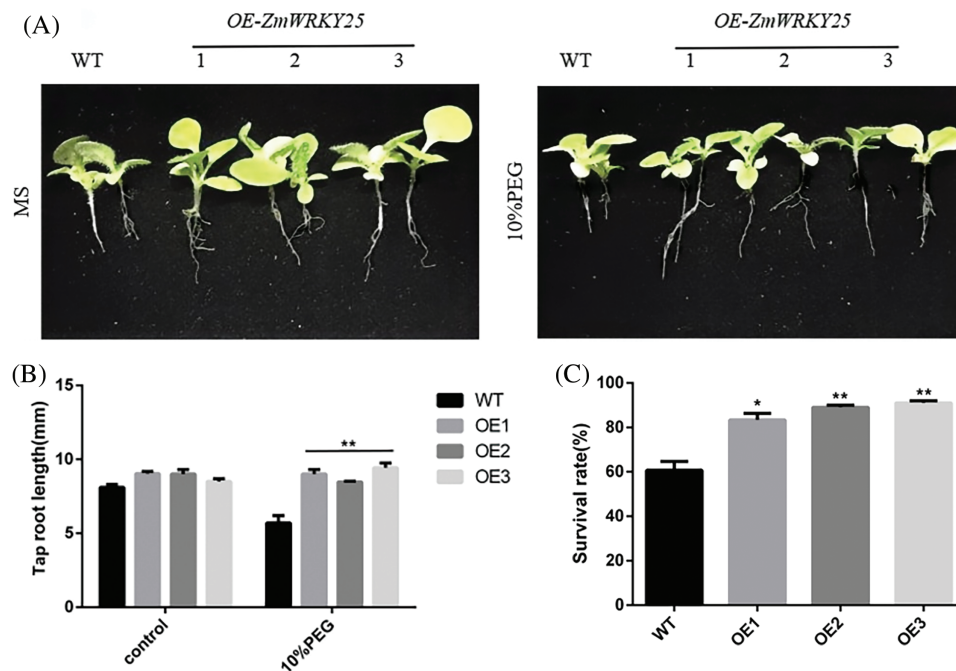 (A)
OE-ZmWRKY25
WT 1 2 3
MS
OE-ZmWRKY25
WT 1 2 3
10%PEG
(B)
Tap root length(mm)
15
10
5
0
control
10%PEG
**
WT
OE1
OE2
OE3
(C)
Survival rate(%)
100
80
60
40
20
0
*
**
**
WT
OE1
OE2
OE3